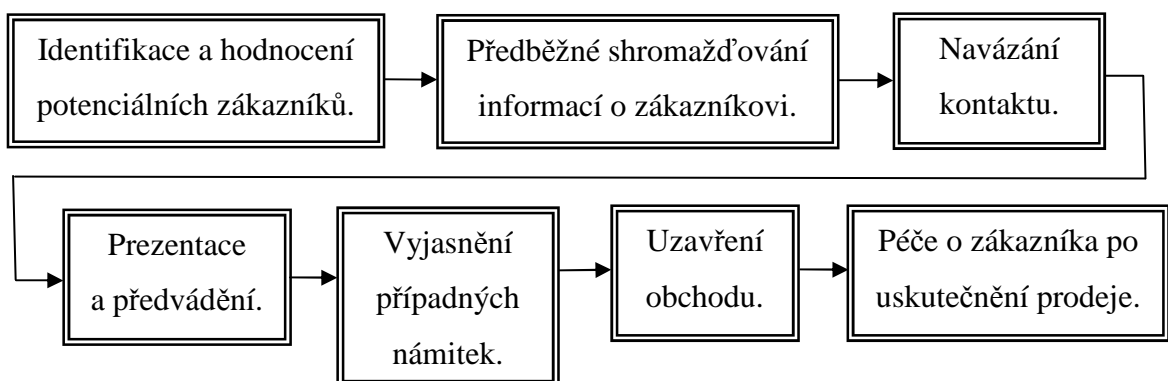 Identifikace a hodnocení
potenciálních zákazníků.
Předběžné shromažďování
informací o zákazníkovi.
Navázání
kontaktu.
Prezentace
a předvádění.
Vyjasnění
případných
námitek.
Uzavření
obchodu.
Péče o zákazníka po
uskutečnění prodeje.